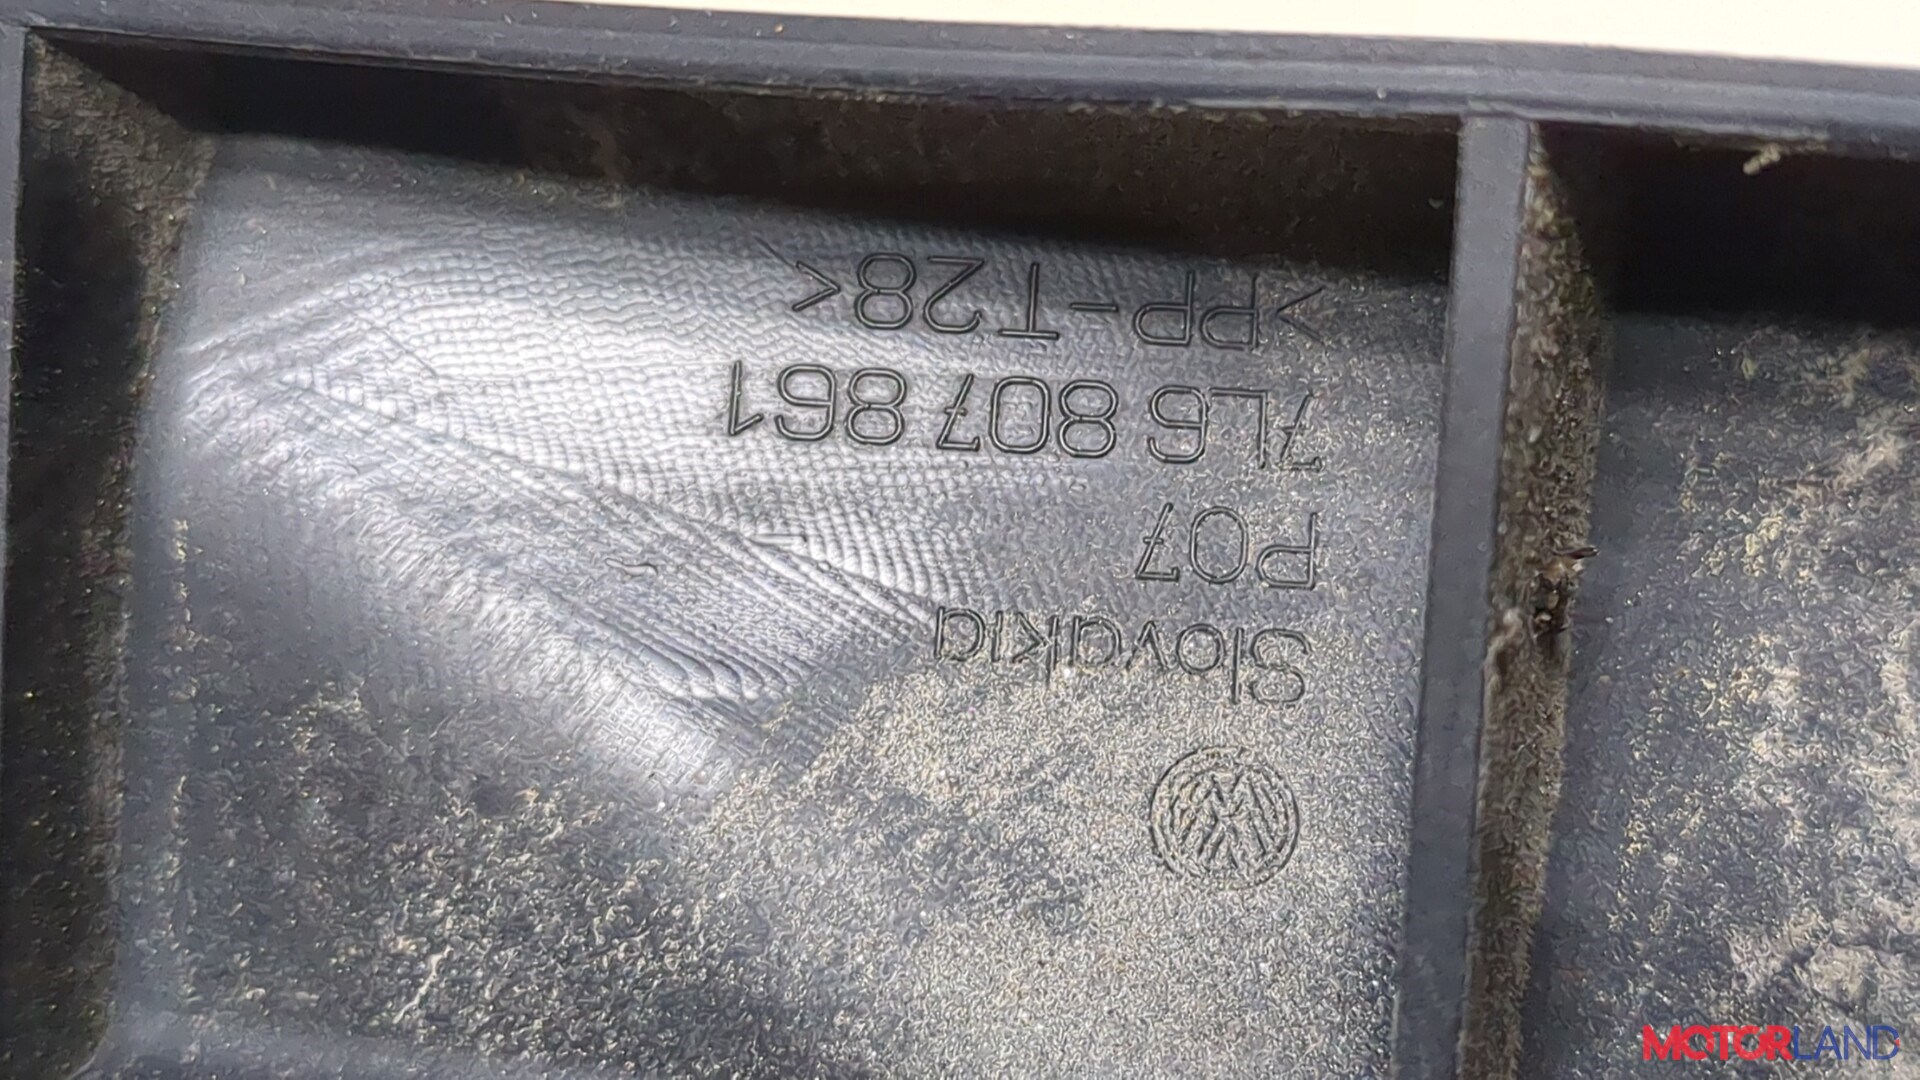 Slovakia
P07
7L6 807 861
>PP-T28<
MOTORLAND